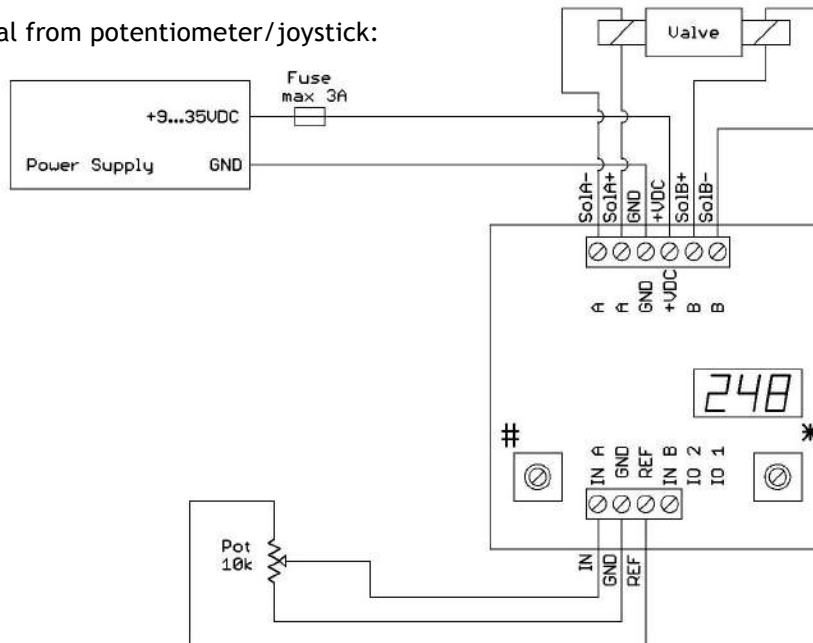 al from potentiometer/joystick:
Valve
Fuse
max 3A
+9...35VDC
Power Supply GND
SolA-
SolA+
GND
+VDC
SolB+
SolB-
A
A
GND
+VDC
B
B
248
#
*
IN A
GND
REF
IN B
IO 2
IO 1
Pot
10k
IN
GND
REF